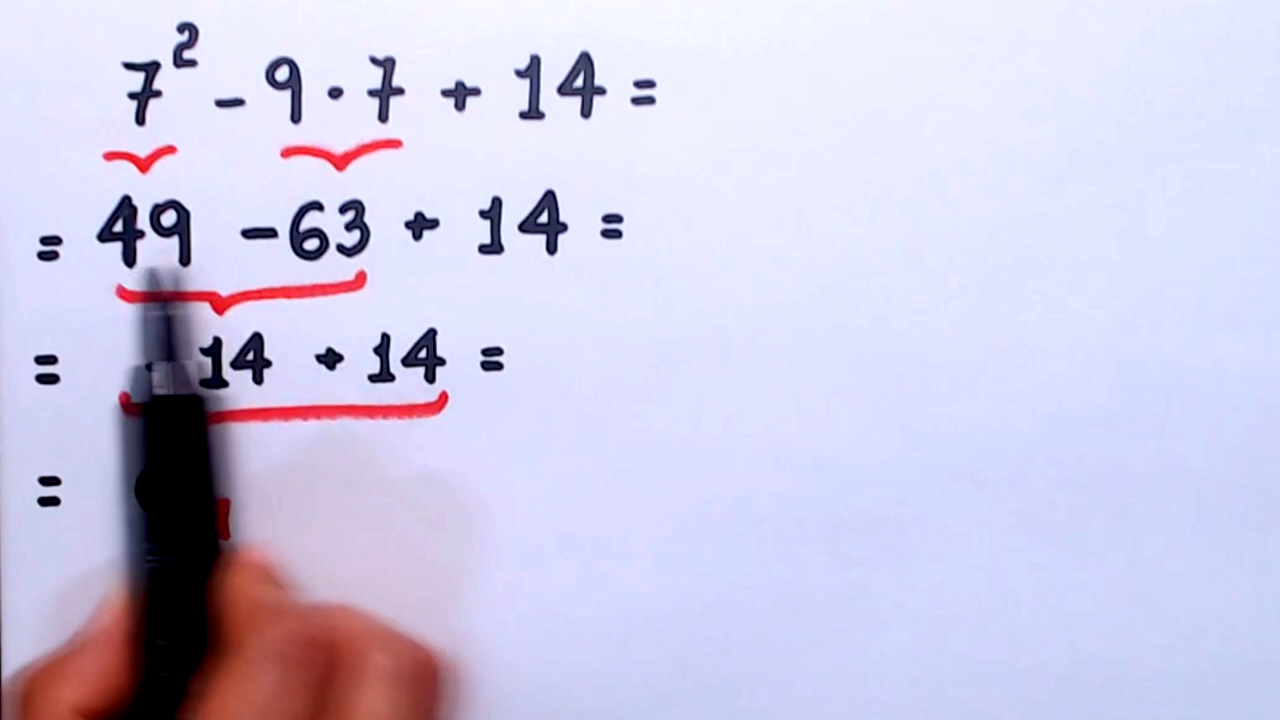 7² - 9 · 7 + 14 =
= 49 - 63 + 14 =
= 14 + 14 =
=